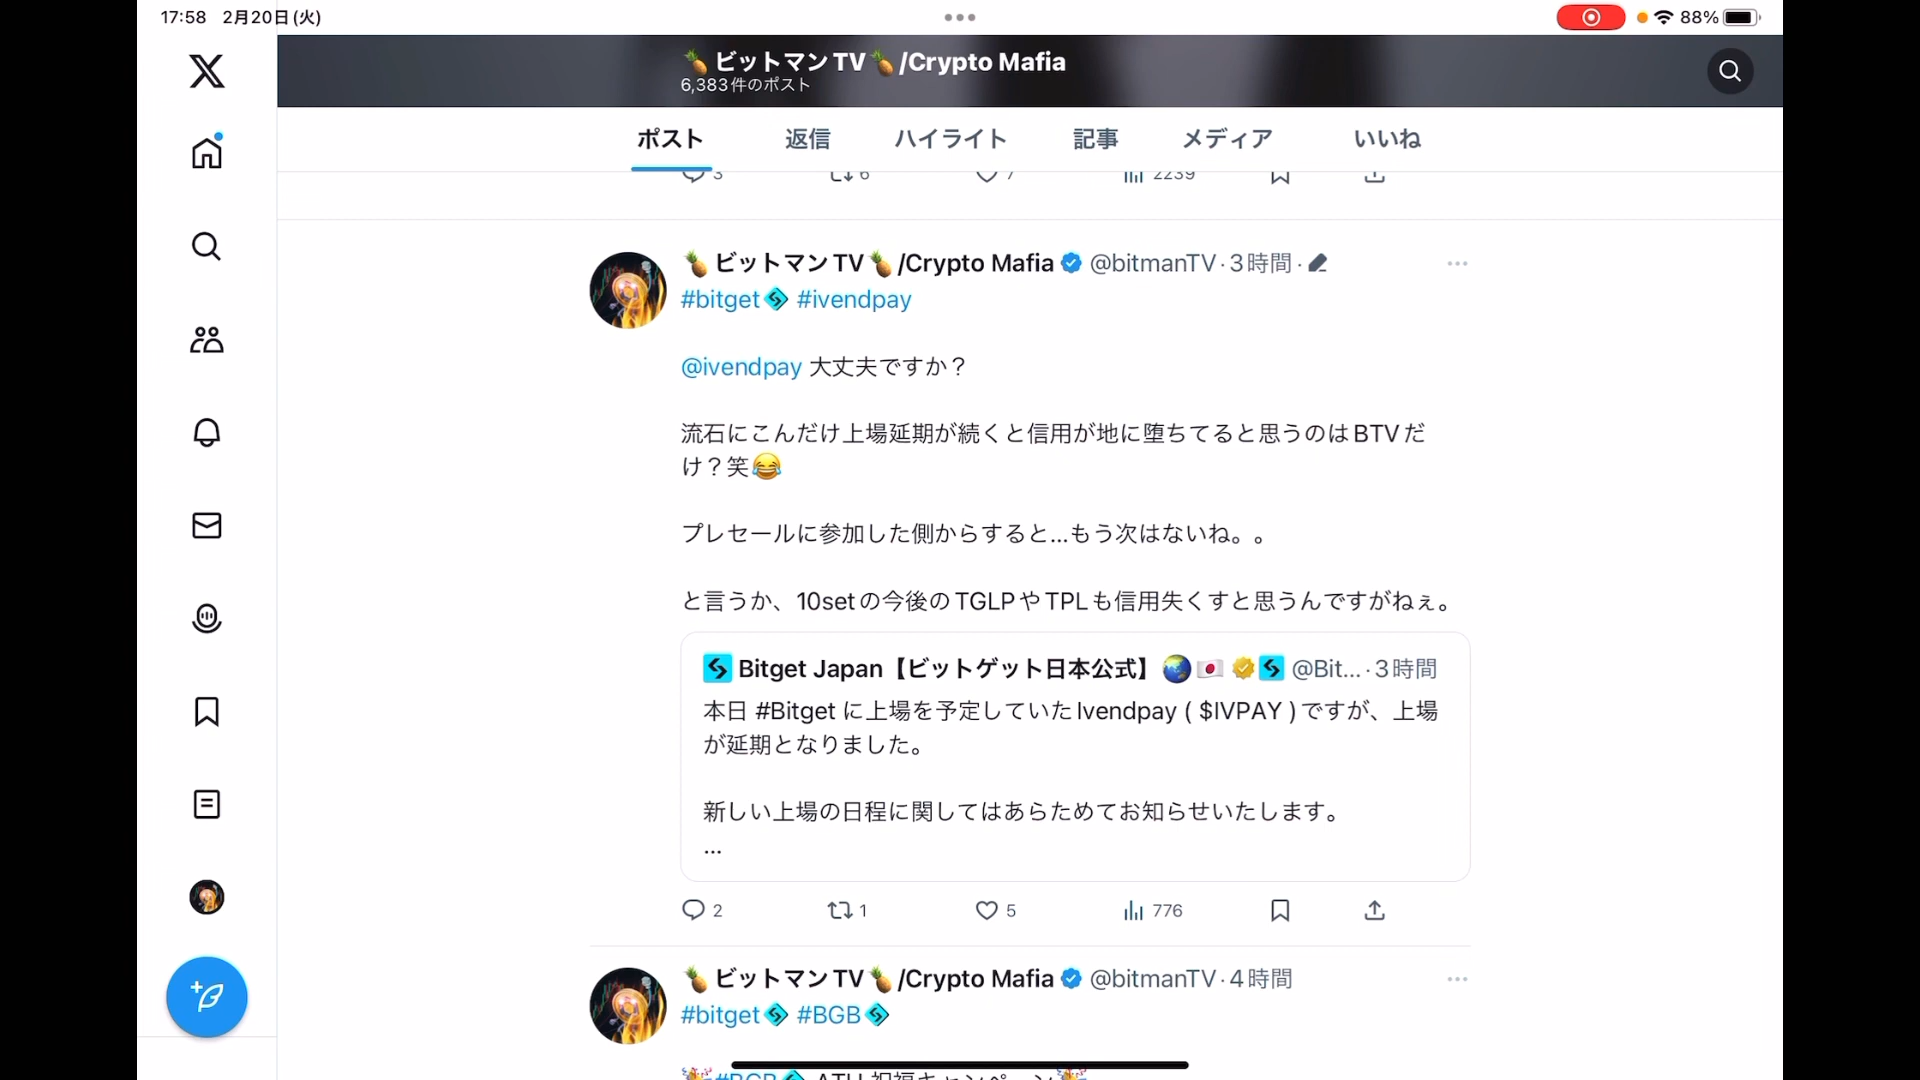 17:58 2月20日(火)
88%
🍍ビットマンTV🍍/Crypto Mafia
6,383件のポスト
ポスト 返信 ハイライト 記事 メディア いいね
3 6 7 2239
🍍ビットマンTV🍍/Crypto Mafia @bitmanTV·3時間·
#bitget #ivendpay
@ivendpay 大丈夫ですか？
流石にこんだけ上場延期が続くと信用が地に堕ちてると思うのはBTVだ
け？笑😂
プレセールに参加した側からすると...もう次はないね。。
と言うか、10setの今後のTGLPやTPLも信用失くすと思うんですがねぇ。
Bitget Japan【ビットゲット日本公式】🌏🇯🇵 @Bit... ·3時間
本日 #Bitget に上場を予定していたIvendpay ( $IVPAY )ですが、上場
が延期となりました。
新しい上場の日程に関してはあらためてお知らせいたします。
...
2 1 5 776
🍍ビットマンTV🍍/Crypto Mafia @bitmanTV·4時間
#bitget #BGB
🎉#BGB ATH 祝福キャンペーン🎉